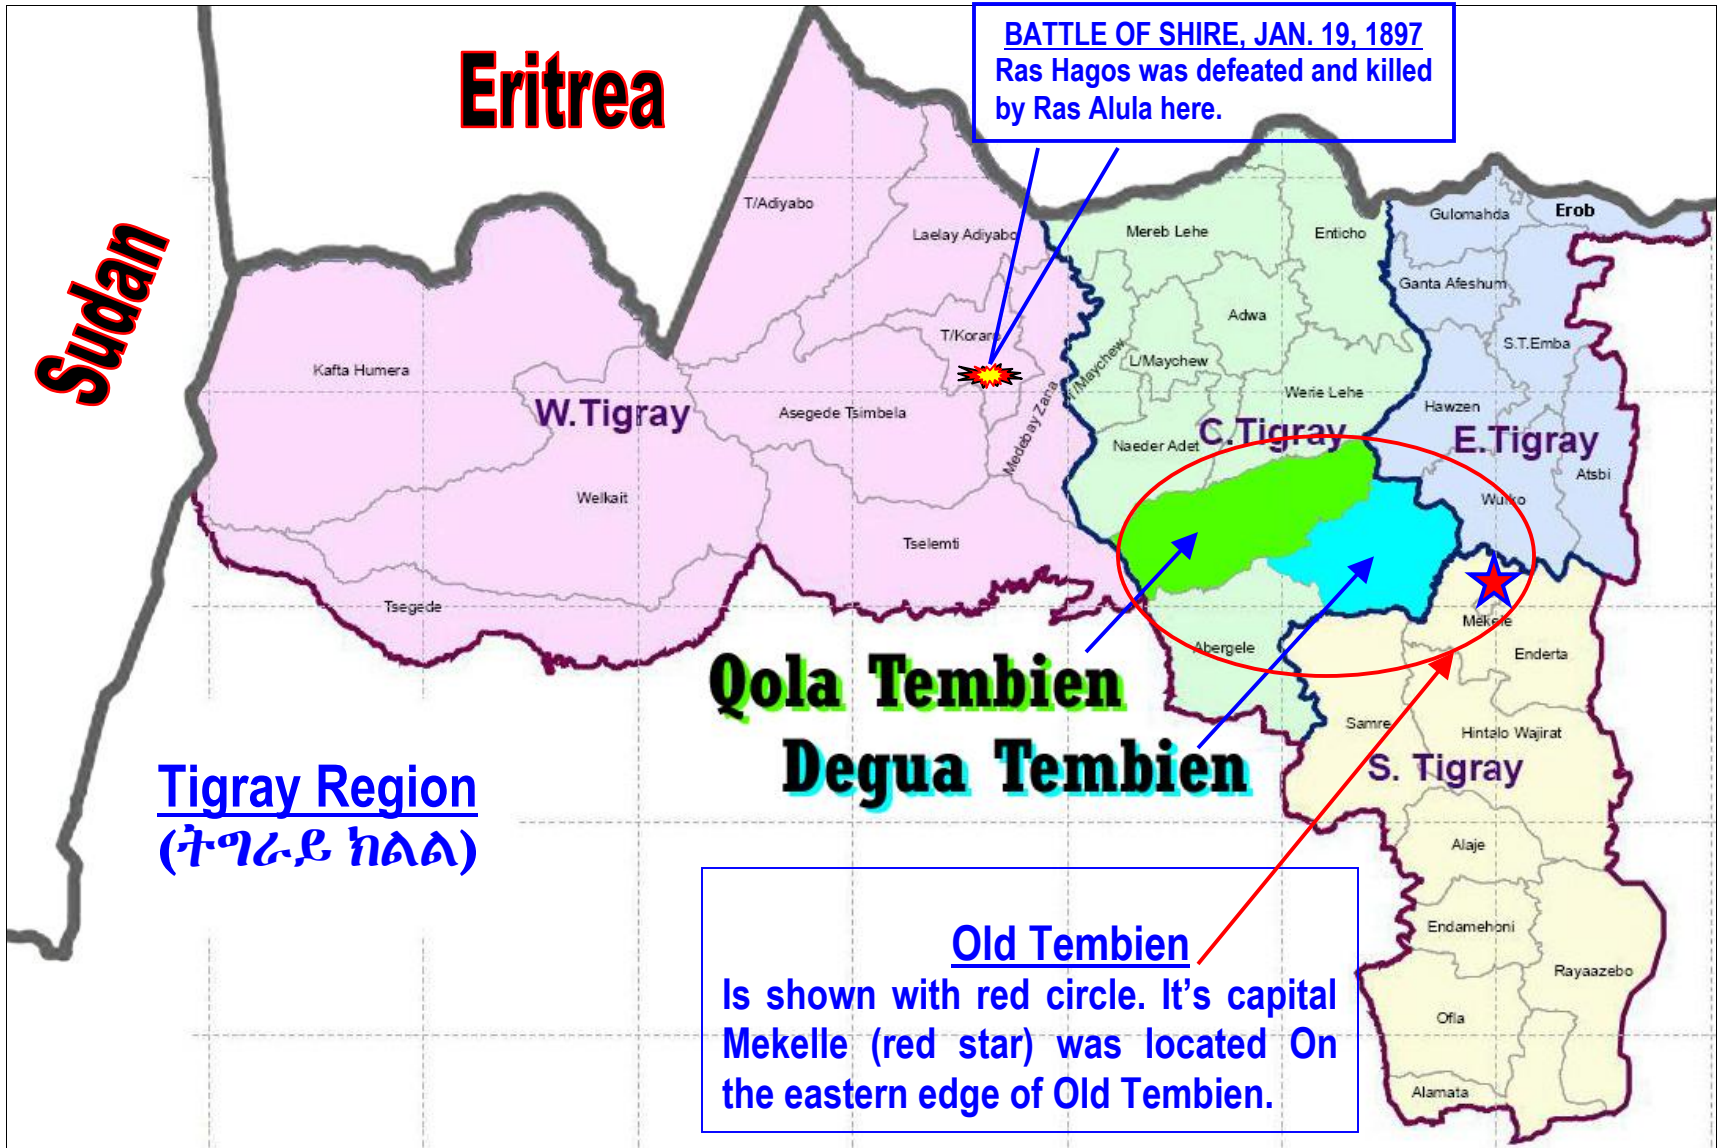 BATTLE OF SHIRE, JAN. 19, 1897
Ras Hagos was defeated and killed
by Ras Alula here.
Eritrea
Sudan
T/Adiyabo
Laelay Adiyabo
Mereb Lehe
Enticho
Gulomahda
Erob
Ganta Afeshum
Adwa
T/Koraro
S.T.Emba
L/Maychew
T/Maychew
Kafta Humera
W.Tigray
Asegede Tsimbela
Medebay Zana
Werie Lehe
Hawzen
C.Tigray
Naeder Adet
E.Tigray
Atsbi
Welkait
Wulko
Tselemti
Tsegede
Mekele
Abergele
Enderta
Qola Tembien
Samre
Hintalo Wajirat
Degua Tembien
S. Tigray
Tigray Region
(ትግራይ ክልል)
Alaje
Endamehoni
Rayaazebo
Ofla
Alamata
Old Tembien
Is shown with red circle. It’s capital
Mekelle (red star) was located On
the eastern edge of Old Tembien.